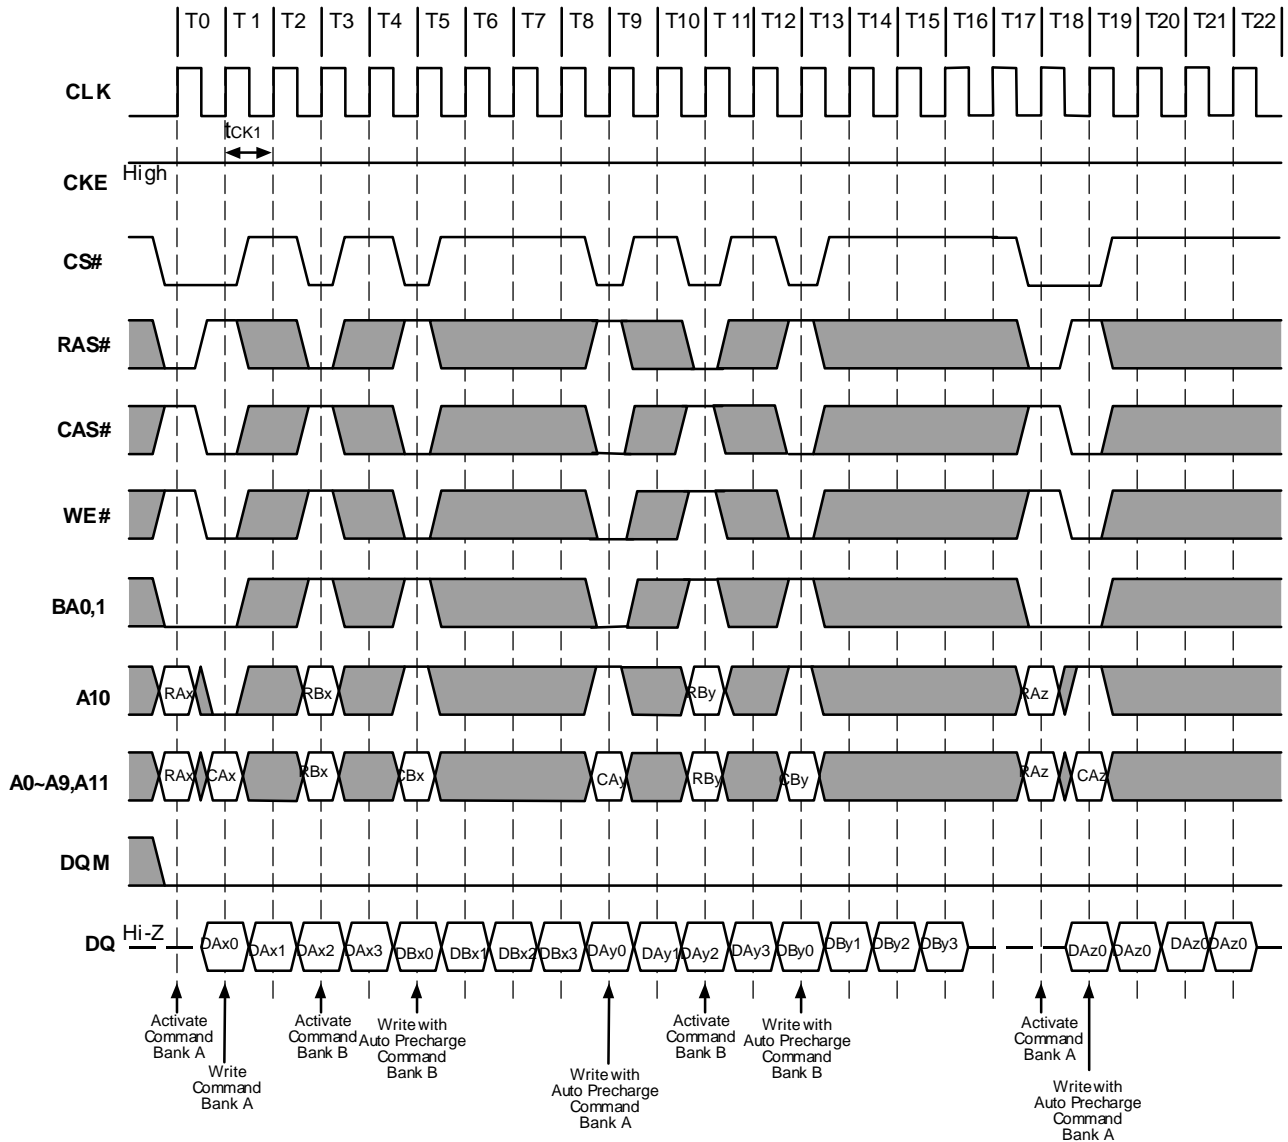 T0 T 1 T2 T3 T4 T5 T6 T7 T8 T9 T10 T 11 T12 T13 T14 T15 T16 T17 T18 T19 T20 T21 T22
CLK
tCK1
High
CKE
CS#
RAS#
CAS#
WE#
BA0,1
A10 RAx RBx RBy RAz
A0~A9,A11 RAx CAx RBx CBx CAy RBy CBy RAz CAz
DQM
DQ Hi-Z DAx0 DAx1 DAx2 DAx3 DBx0 DBx1 DBx2 DBx3 DAy0 DAy1 DAy2 DAy3 DBy0 DBy1 DBy2 DBy3 DAz0 DAz0 DAz0 DAz0
Activate
Command
Bank A
Write
Command
Bank A
Activate
Command
Bank B
Write with
Auto Precharge
Command
Bank B
Write with
Auto Precharge
Command
Bank A
Activate
Command
Bank B
Write with
Auto Precharge
Command
Bank B
Activate
Command
Bank A
Write with
Auto Precharge
Command
Bank A